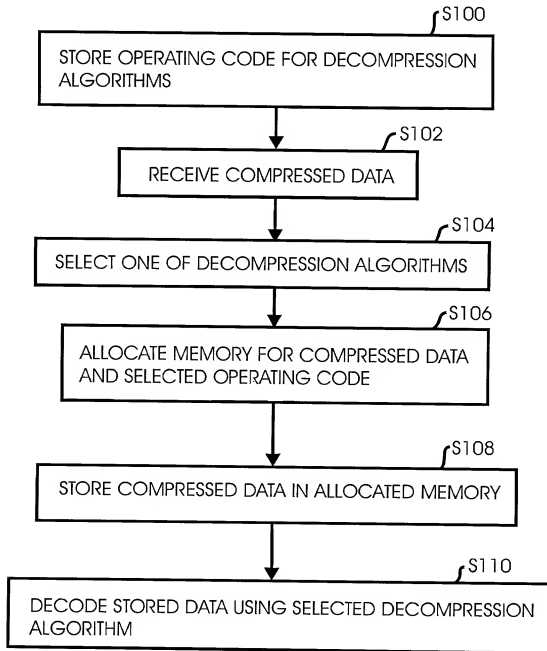 S100
STORE OPERATING CODE FOR DECOMPRESSION
ALGORITHMS
S102
RECEIVE COMPRESSED DATA
S104
SELECT ONE OF DECOMPRESSION ALGORITHMS
S106
ALLOCATE MEMORY FOR COMPRESSED DATA
AND SELECTED OPERATING CODE
S108
STORE COMPRESSED DATA IN ALLOCATED MEMORY
S110
DECODE STORED DATA USING SELECTED DECOMPRESSION
ALGORITHM